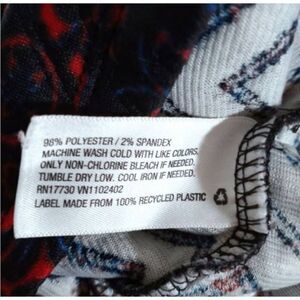 98% POLYESTER / 2% SPANDEX
MACHINE WASH COLD WITH LIKE COLORS.
ONLY NON-CHLORINE BLEACH IF NEEDED.
TUMBLE DRY LOW. COOL IRON IF NEEDED.
RN17730 VN1102402
LABEL MADE FROM 100% RECYCLED PLASTIC